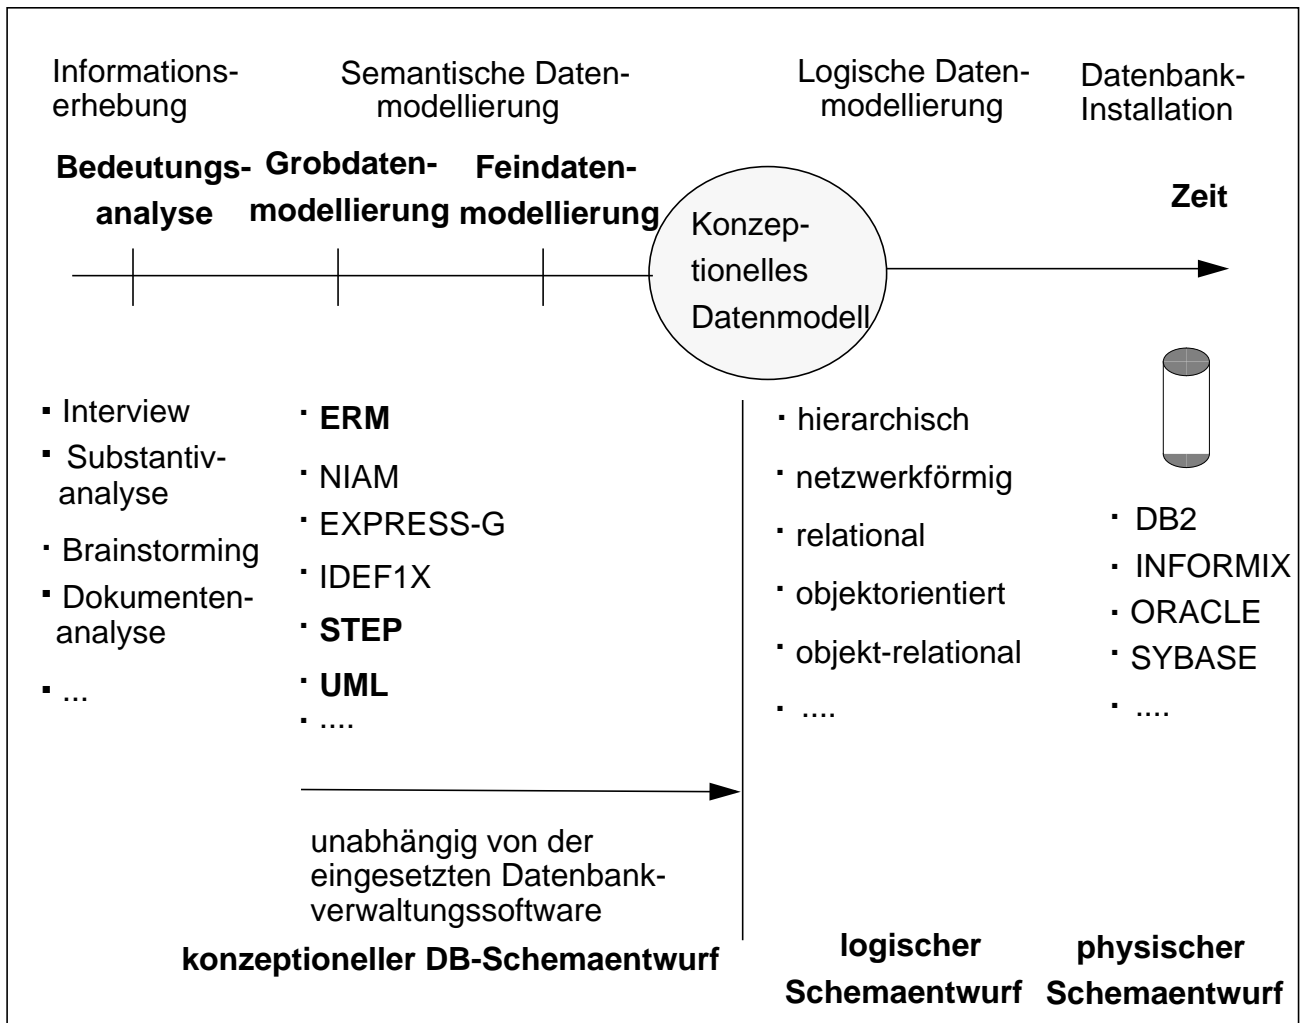 Informations-
erhebung
Semantische Daten-
modellierung
Logische Daten-
modellierung
Datenbank-
Installation
Bedeutungs-
analyse
Grobdaten-
modellierung
Feindaten-
modellierung
Konzep-
tionelles
Datenmodell
Zeit
▪ Interview
▪ Substantiv-
analyse
· Brainstorming
▪ Dokumenten-
analyse
▪ ...
· ERM
· NIAM
· EXPRESS-G
· IDEF1X
· STEP
· UML
· ....
· hierarchisch
· netzwerkförmig
· relational
· objektorientiert
· objekt-relational
· ....
· DB2
· INFORMIX
· ORACLE
· SYBASE
· ....
unabhängig von der
eingesetzten Datenbank-
verwaltungssoftware
konzeptioneller DB-Schemaentwurf
logischer
Schemaentwurf
physischer
Schemaentwurf